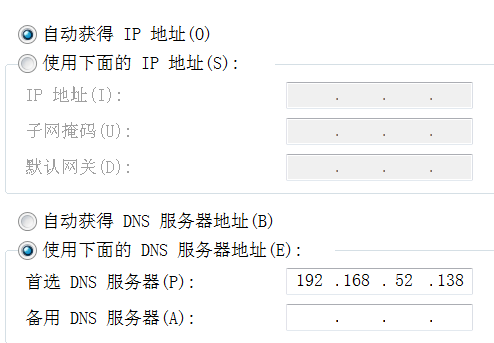 自动获得 IP 地址(O)
使用下面的 IP 地址(S):
IP 地址(I):
. . .
子网掩码(U):
. . .
默认网关(D):
. . .
自动获得 DNS 服务器地址(B)
使用下面的 DNS 服务器地址(E):
首选 DNS 服务器(P):
192 .168 . 52 .138
备用 DNS 服务器(A):
. . .